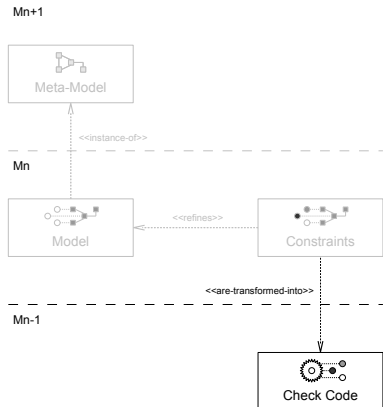 Mn+1
Meta-Model
<<instance-of>>
Mn
<<refines>>
Model
Constraints
<<are-transformed-into>>
Mn-1
Check Code